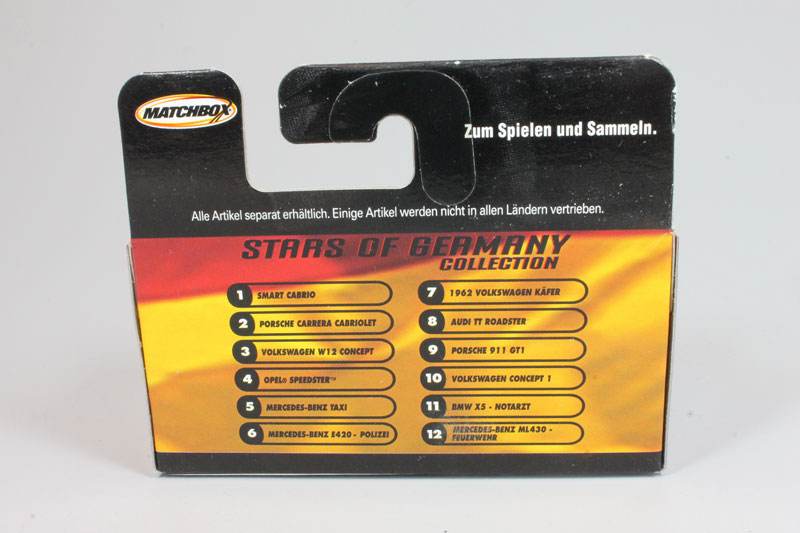 MATCHBOX
Zum Spielen und Sammeln.
Alle Artikel separat erhältlich. Einige Artikel werden nicht in allen Ländern vertrieben.
STARS OF GERMANY
COLLECTION
1 SMART CABRIO
2 PORSCHE CARRERA CABRIOLET
3 VOLKSWAGEN W12 CONCEPT
4 OPEL® SPEEDSTER™
5 MERCEDES-BENZ TAXI
6 MERCEDES-BENZ E420 - POLIZEI
7 1962 VOLKSWAGEN KÄFER
8 AUDI TT ROADSTER
9 PORSCHE 911 GT1
10 VOLKSWAGEN CONCEPT 1
11 BMW X5 - NOTARZT
12 MERCEDES-BENZ ML430 -
FEUERWEHR